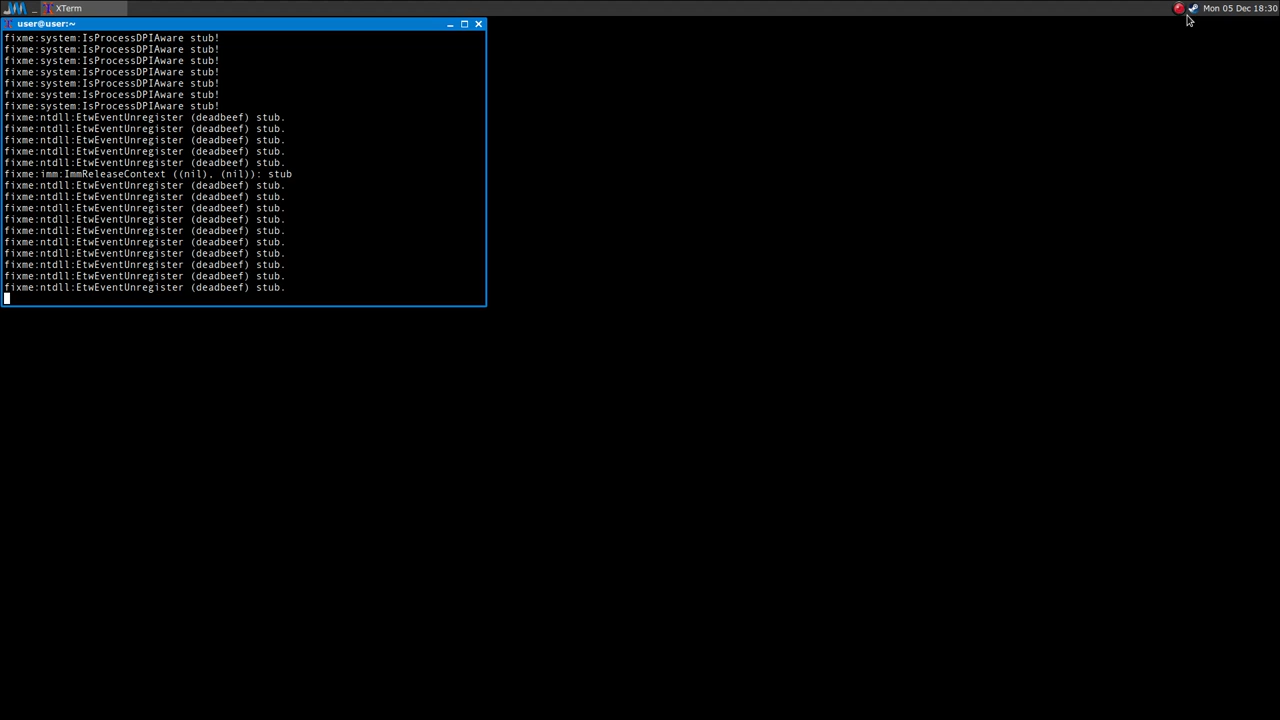 XTerm
Mon 05 Dec 18:30
user@user:~
fixme:system:IsProcessDPIAware stub!
fixme:system:IsProcessDPIAware stub!
fixme:system:IsProcessDPIAware stub!
fixme:system:IsProcessDPIAware stub!
fixme:system:IsProcessDPIAware stub!
fixme:system:IsProcessDPIAware stub!
fixme:system:IsProcessDPIAware stub!
fixme:ntdll:EtwEventUnregister (deadbeef) stub.
fixme:ntdll:EtwEventUnregister (deadbeef) stub.
fixme:ntdll:EtwEventUnregister (deadbeef) stub.
fixme:ntdll:EtwEventUnregister (deadbeef) stub.
fixme:ntdll:EtwEventUnregister (deadbeef) stub.
fixme:imm:ImmReleaseContext ((nil), (nil)): stub
fixme:ntdll:EtwEventUnregister (deadbeef) stub.
fixme:ntdll:EtwEventUnregister (deadbeef) stub.
fixme:ntdll:EtwEventUnregister (deadbeef) stub.
fixme:ntdll:EtwEventUnregister (deadbeef) stub.
fixme:ntdll:EtwEventUnregister (deadbeef) stub.
fixme:ntdll:EtwEventUnregister (deadbeef) stub.
fixme:ntdll:EtwEventUnregister (deadbeef) stub.
fixme:ntdll:EtwEventUnregister (deadbeef) stub.
fixme:ntdll:EtwEventUnregister (deadbeef) stub.
fixme:ntdll:EtwEventUnregister (deadbeef) stub.